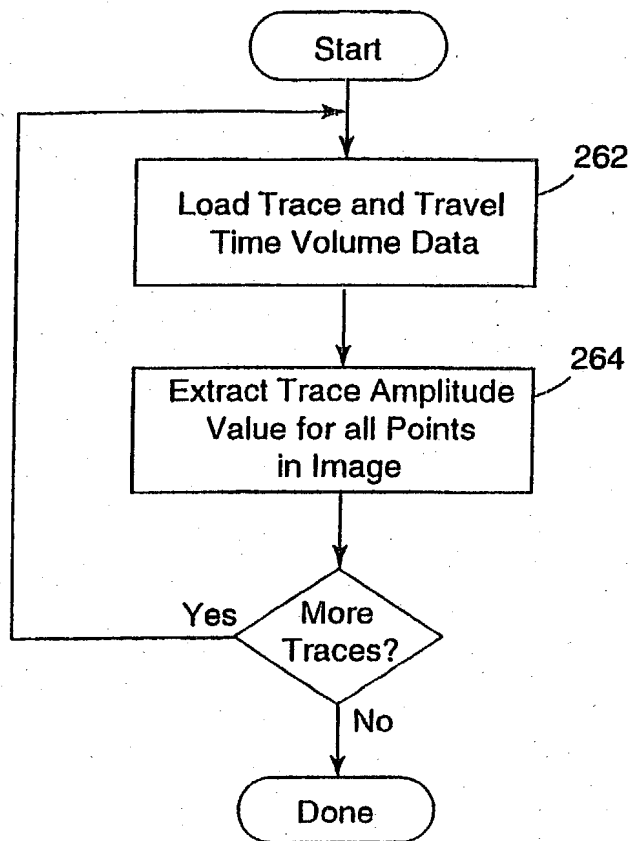 Start
262
Load Trace and Travel
Time Volume Data
264
Extract Trace Amplitude
Value for all Points
in Image
Yes
More
Traces?
No
Done